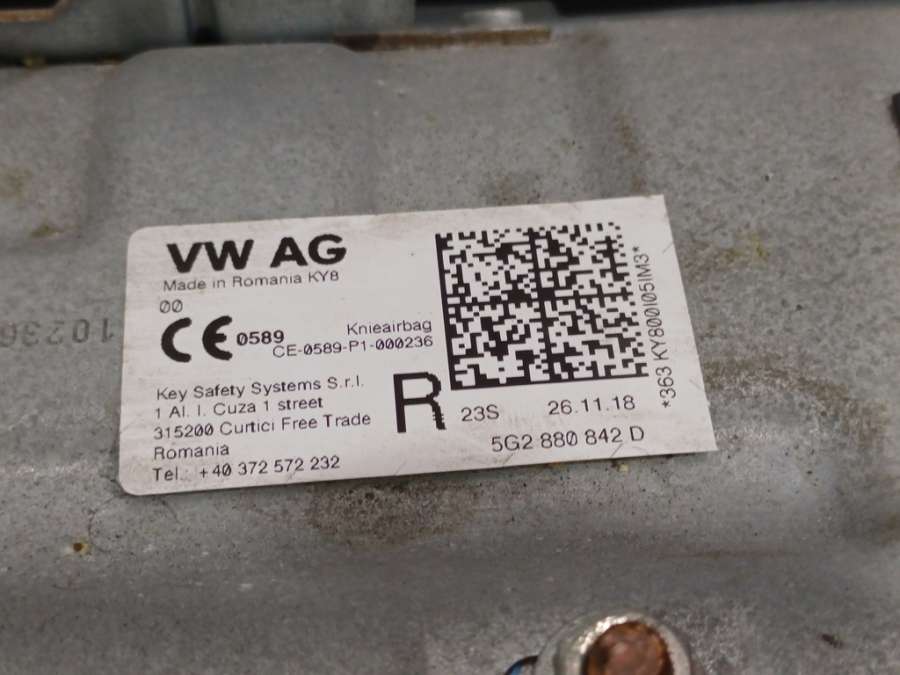 VW AG
Made in Romania KY8
00
CE 0589
Knieairbag
CE-0589-P1-000236
Key Safety Systems S.r.l.
1 Al. I. Cuza 1 street
315200 Curtici Free Trade
Romania
Tel.: +40 372 572 232
R
23S 26.11.18
5G2 880 842 D
*363 KY800I05IM3*